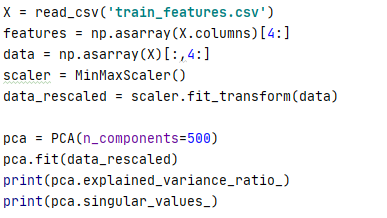 X = read_csv('train_features.csv')
features = np.asarray(X.columns)[4:]
data = np.asarray(X)[:,4:]
scaler = MinMaxScaler()
data_rescaled = scaler.fit_transform(data)
pca = PCA(n_components=500)
pca.fit(data_rescaled)
print(pca.explained_variance_ratio_)
print(pca.singular_values_)